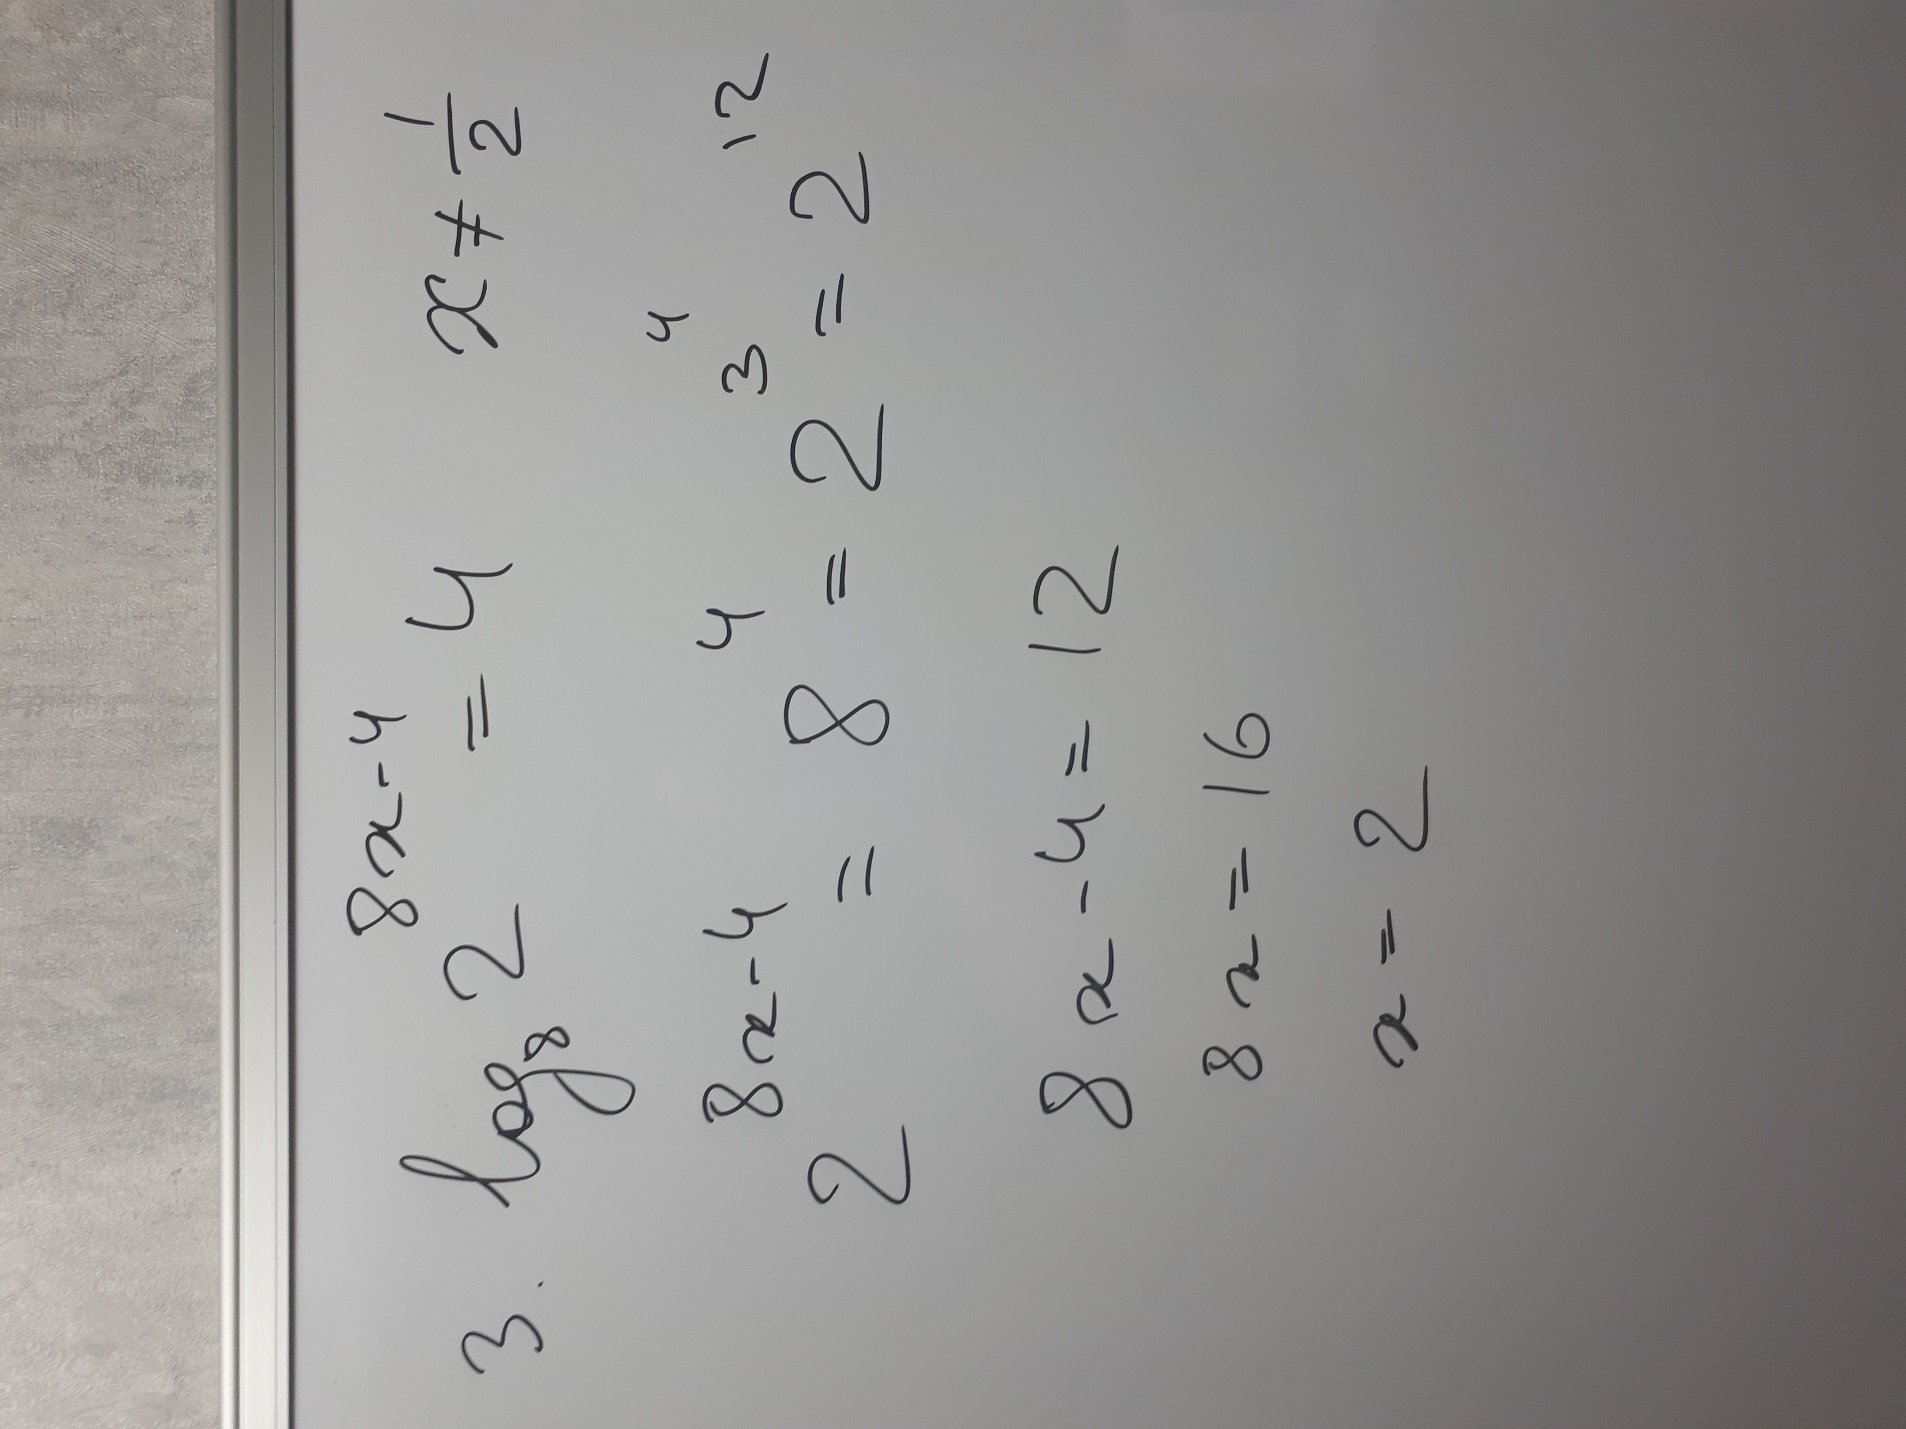 3. log₈ 2^(8x-4) = 4 x ≠ 1/2
2^(8x-4) = 8^4 = 2^3^4 = 2^12
8x-4 = 12
8x = 16
x = 2